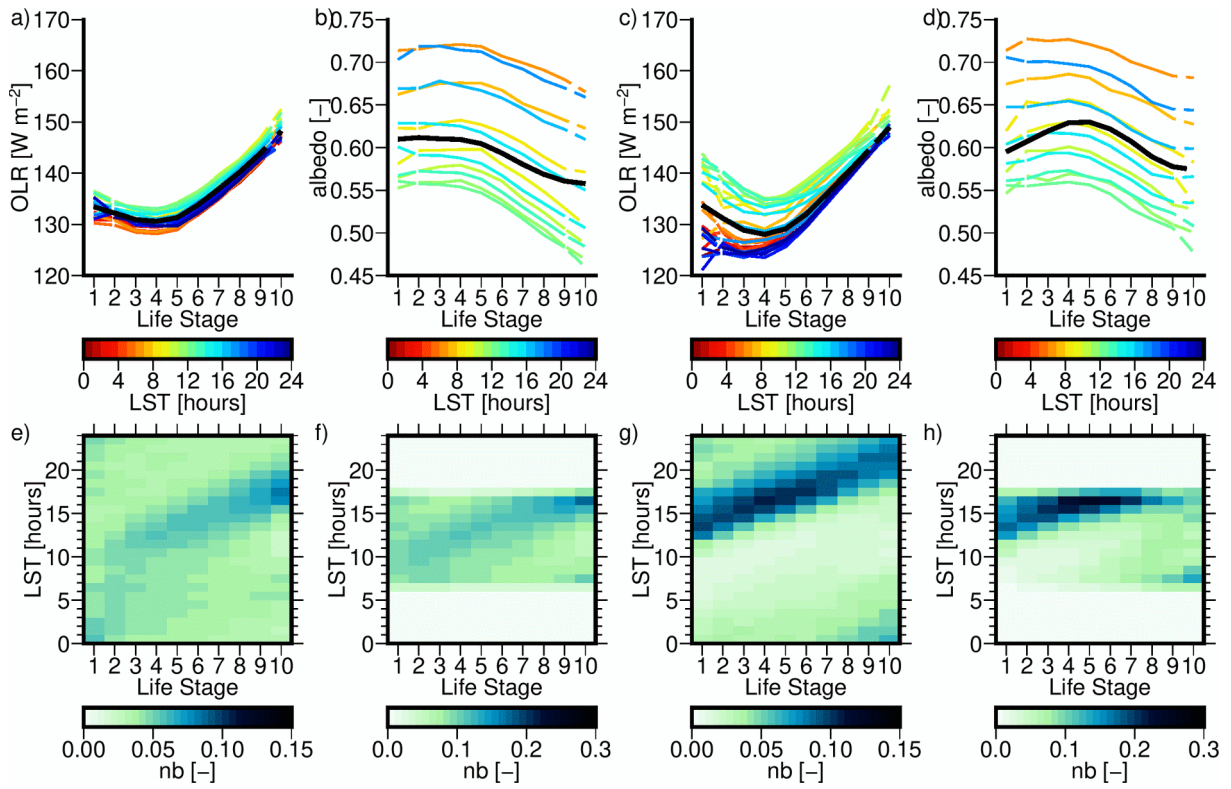 a) b) c) d)
170 0.75 170 0.75
160 0.70 160 0.70
150 0.65 150 0.65
140 0.60 140 0.60
130 0.55 130 0.55
0.50 0.50
120 0.45 120 0.45
OLR [W m−2] albedo [–] OLR [W m−2] albedo [–]
1 2 3 4 5 6 7 8 9 10 1 2 3 4 5 6 7 8 9 10 1 2 3 4 5 6 7 8 9 10 1 2 3 4 5 6 7 8 9 10
Life Stage Life Stage Life Stage Life Stage
0 4 8 12 16 20 24 0 4 8 12 16 20 24 0 4 8 12 16 20 24 0 4 8 12 16 20 24
LST [hours] LST [hours] LST [hours] LST [hours]
e) f) g) h)
20 20 20 20
15 15 15 15
10 10 10 10
5 5 5 5
0 0 0 0
LST [hours] LST [hours] LST [hours] LST [hours]
1 2 3 4 5 6 7 8 9 10 1 2 3 4 5 6 7 8 9 10 1 2 3 4 5 6 7 8 9 10 1 2 3 4 5 6 7 8 9 10
Life Stage Life Stage Life Stage Life Stage
0.00 0.05 0.10 0.15 0.0 0.1 0.2 0.3 0.00 0.05 0.10 0.15 0.0 0.1 0.2 0.3
nb [–] nb [–] nb [–] nb [–]